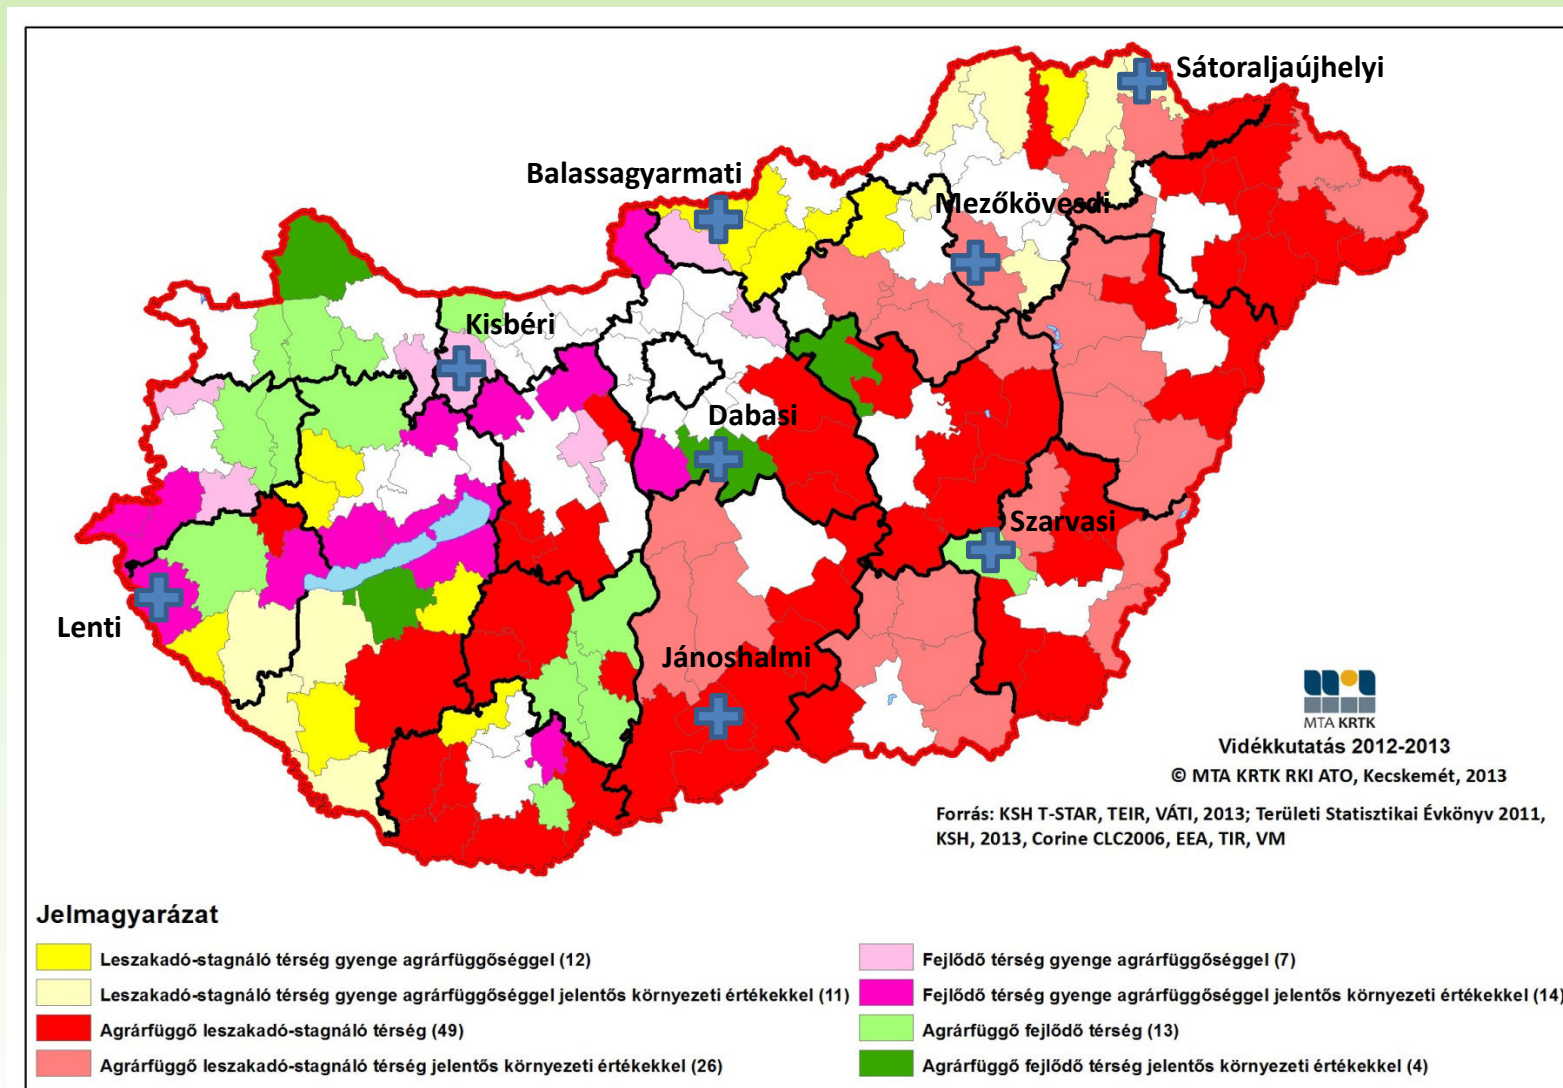 Sátoraljaújhelyi
Balassagyarmati
Mezőkövesdi
Kisbéri
Dabasi
Szarvasi
Lenti
Jánoshalmi
MTA KRTK
Vidékkutatás 2012-2013
© MTA KRTK RKI ATO, Kecskemét, 2013
Forrás: KSH T-STAR, TEIR, VÁTI, 2013; Területi Statisztikai Évkönyv 2011,
KSH, 2013, Corine CLC2006, EEA, TIR, VM
Jelmagyarázat
Leszakadó-stagnáló térség gyenge agrárfüggőséggel (12)
Leszakadó-stagnáló térség gyenge agrárfüggőséggel jelentős környezeti értékekkel (11)
Agrárfüggő leszakadó-stagnáló térség (49)
Agrárfüggő leszakadó-stagnáló térség jelentős környezeti értékekkel (26)
Fejlődő térség gyenge agrárfüggőséggel (7)
Fejlődő térség gyenge agrárfüggőséggel jelentős környezeti értékekkel (14)
Agrárfüggő fejlődő térség (13)
Agrárfüggő fejlődő térség jelentős környezeti értékekkel (4)